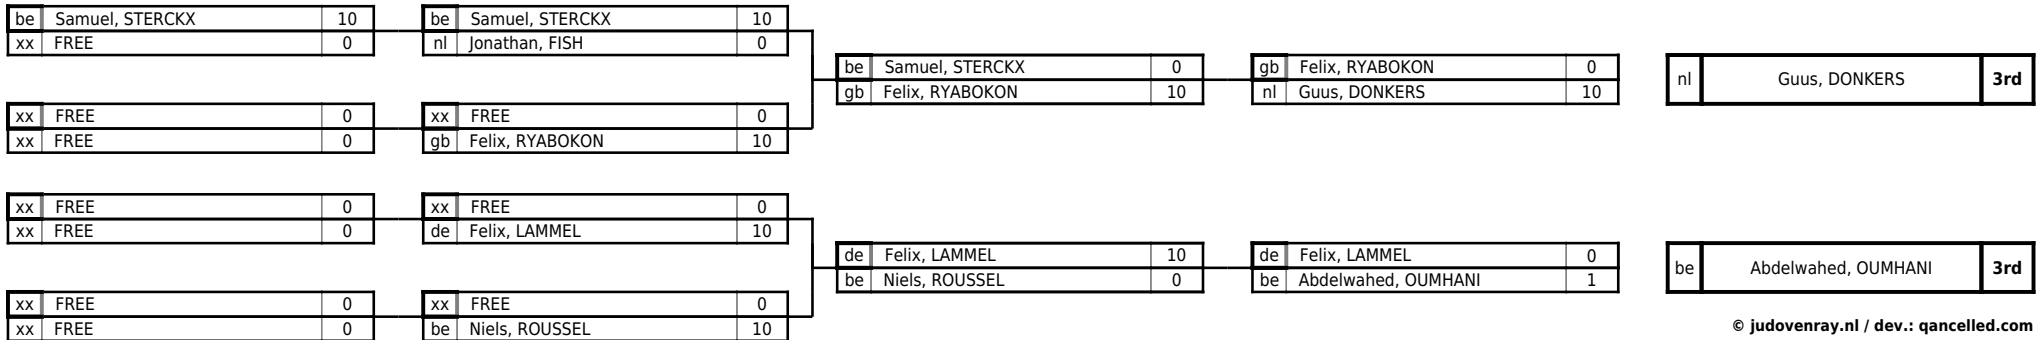 be Samuel, STERCKX 10
xx FREE 0
xx FREE 0
xx FREE 0
xx FREE 0
xx FREE 0
xx FREE 0
xx FREE 0
be Samuel, STERCKX 10
nl Jonathan, FISH 0
xx FREE 0
gb Felix, RYABOKON 10
xx FREE 0
de Felix, LAMMEL 10
xx FREE 0
be Niels, ROUSSEL 10
be Samuel, STERCKX 0
gb Felix, RYABOKON 10
de Felix, LAMMEL 10
be Niels, ROUSSEL 0
gb Felix, RYABOKON 0
nl Guus, DONKERS 10
de Felix, LAMMEL 0
be Abdelwahed, OUMHANI 1
nl Guus, DONKERS 3rd
be Abdelwahed, OUMHANI 3rd
© judovenray.nl / dev.: qancelled.com